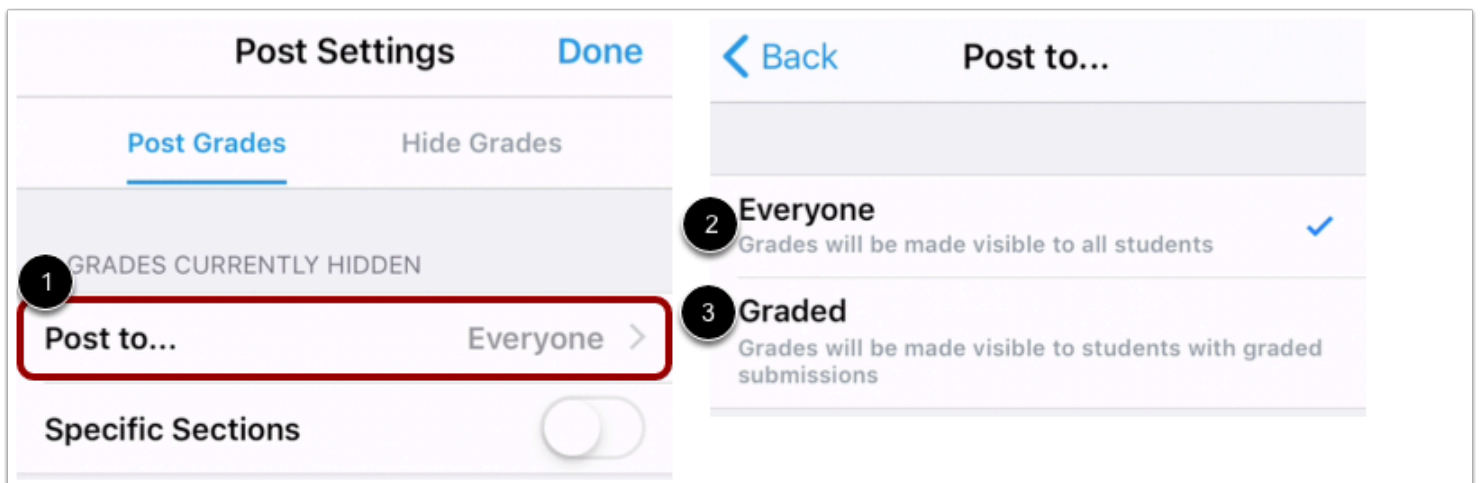 Post Settings
Done
Post Grades
Hide Grades
GRADES CURRENTLY HIDDEN
1
Post to...
Everyone
Specific Sections
Back
Post to...
2
Everyone
Grades will be made visible to all students
3
Graded
Grades will be made visible to students with graded
submissions